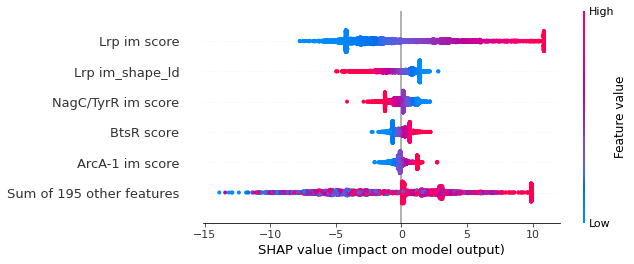 High
Lrp im score
Lrp im_shape_ld
NagC/TyrR im score
BtsR score
ArcA-1 im score
Sum of 195 other features
Feature value
Low
−15 −10 −5 0 5 10
SHAP value (impact on model output)